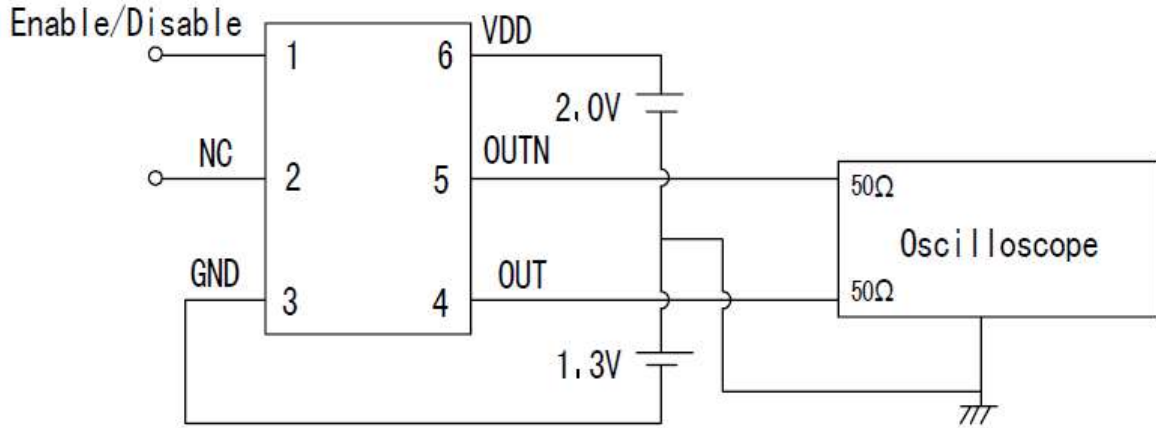 Enable/Disable
1
6
VDD
2.0V
NC
2
5
OUTN
50Ω
Oscilloscope
GND
3
4
OUT
50Ω
1.3V